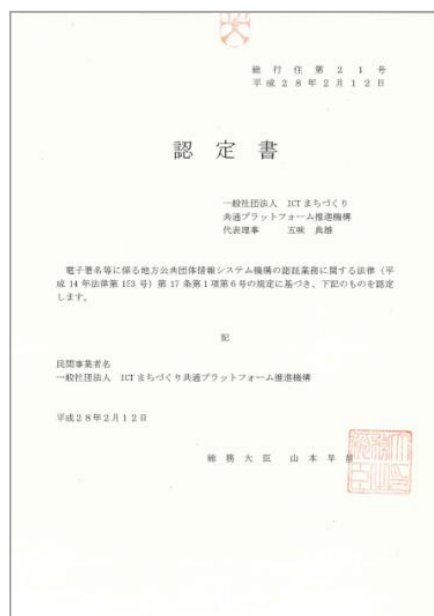 総行住第21号
平成28年2月12日
認定書
一般社団法人 ICTまちづくり
共通プラットフォーム推進機構
代表理事 五味 典雄
電子署名等に係る地方公共団体情報システム機構の認証業務に関する法律（平
成14年法律第153号）第17条第1項第6号の規定に基づき、下記のものを認定
します。
記
民間事業者名
一般社団法人 ICTまちづくり共通プラットフォーム推進機構
平成28年2月12日
総務大臣 山本早苗